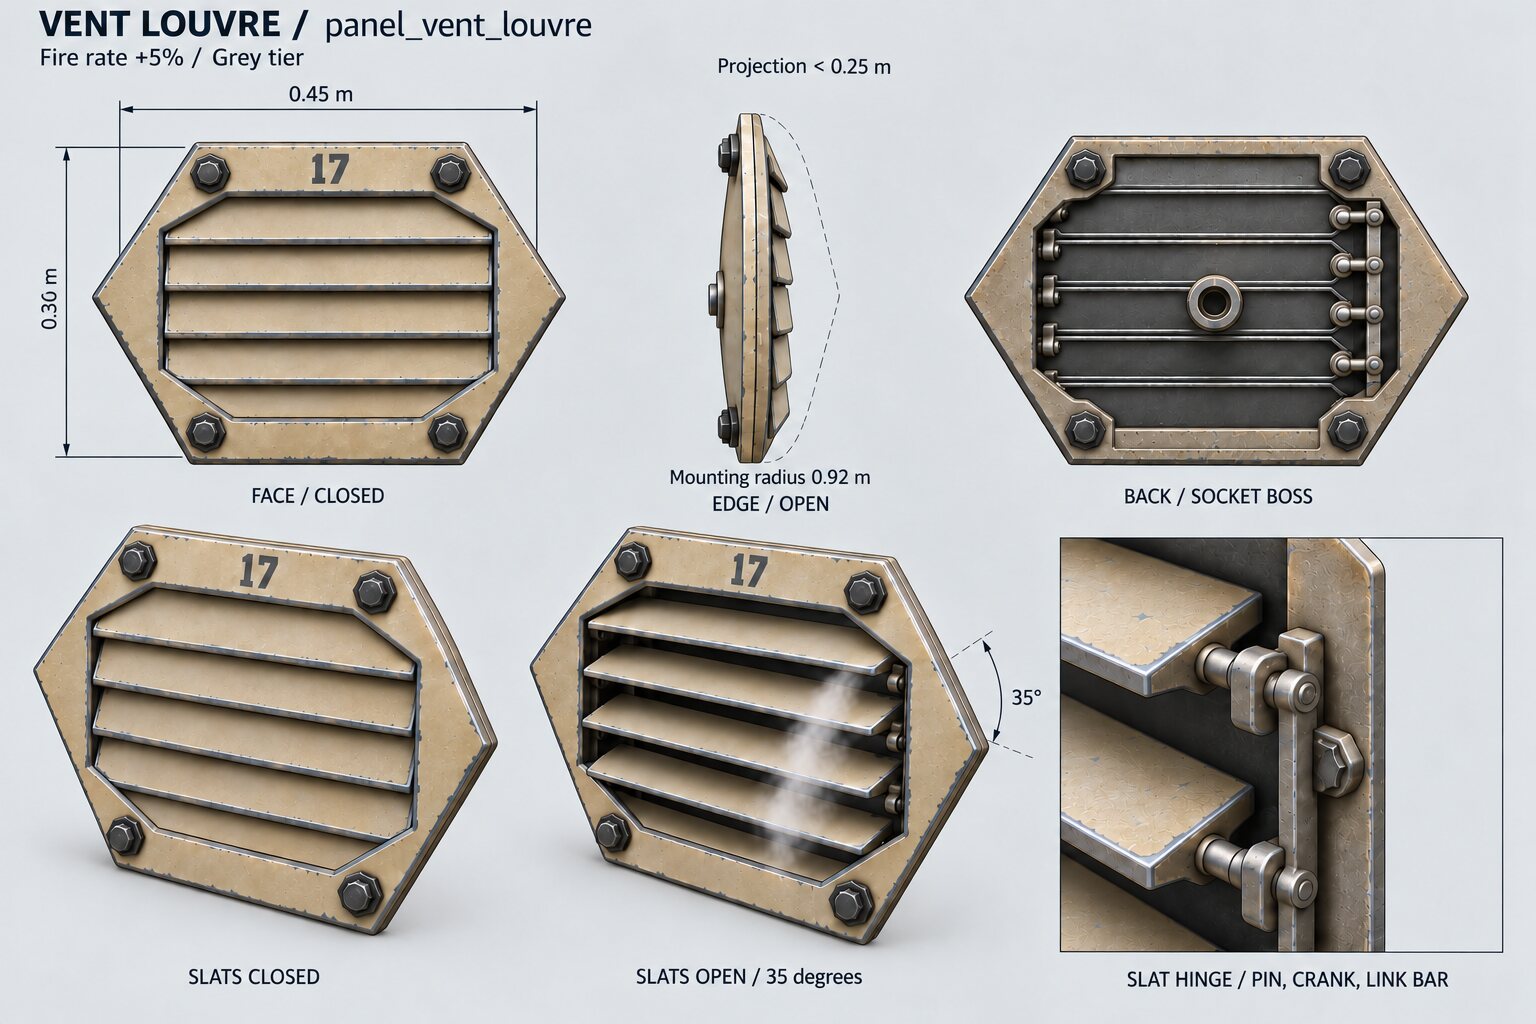 VENT LOUVRE / panel_vent_louvre
Fire rate +5% / Grey tier
0.45 m
Projection < 0.25 m
17
0.30 m
Mounting radius 0.92 m
FACE / CLOSED
EDGE / OPEN
BACK / SOCKET BOSS
17
17
35°
SLATS CLOSED
SLATS OPEN / 35 degrees
SLAT HINGE / PIN, CRANK, LINK BAR